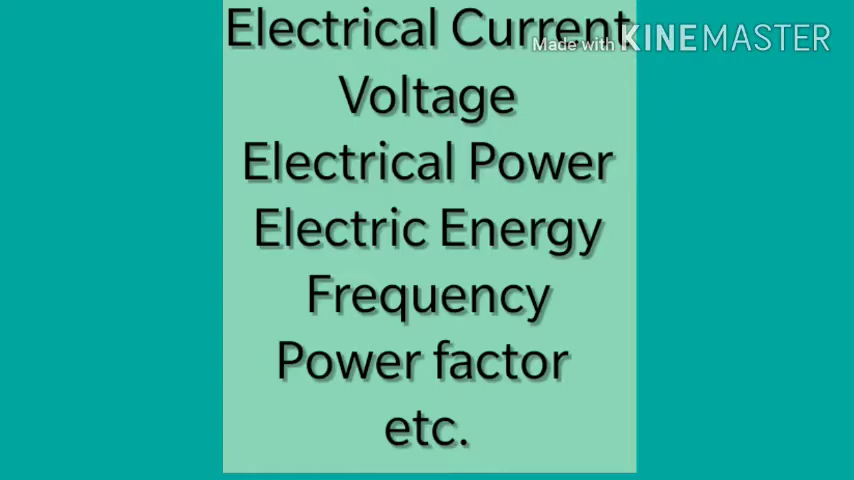 Electrical Current
Made with KINEMASTER
Voltage
Electrical Power
Electric Energy
Frequency
Power factor
etc.